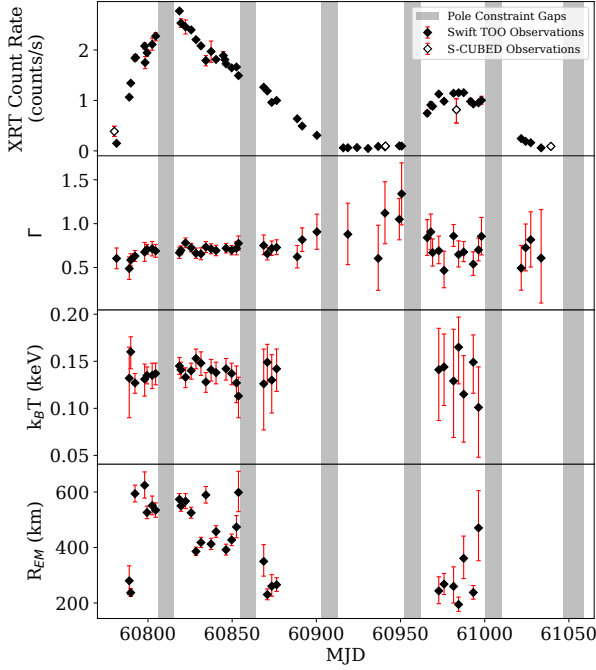 Pole Constraint Gaps
Swift TOO Observations
S-CUBED Observations
XRT Count Rate
(counts/s)
2
1
0
Γ
1.5
1.0
0.5
k_BT (keV)
0.20
0.15
0.10
0.05
R_EM (km)
600
400
200
60800 60850 60900 60950 61000 61050
MJD